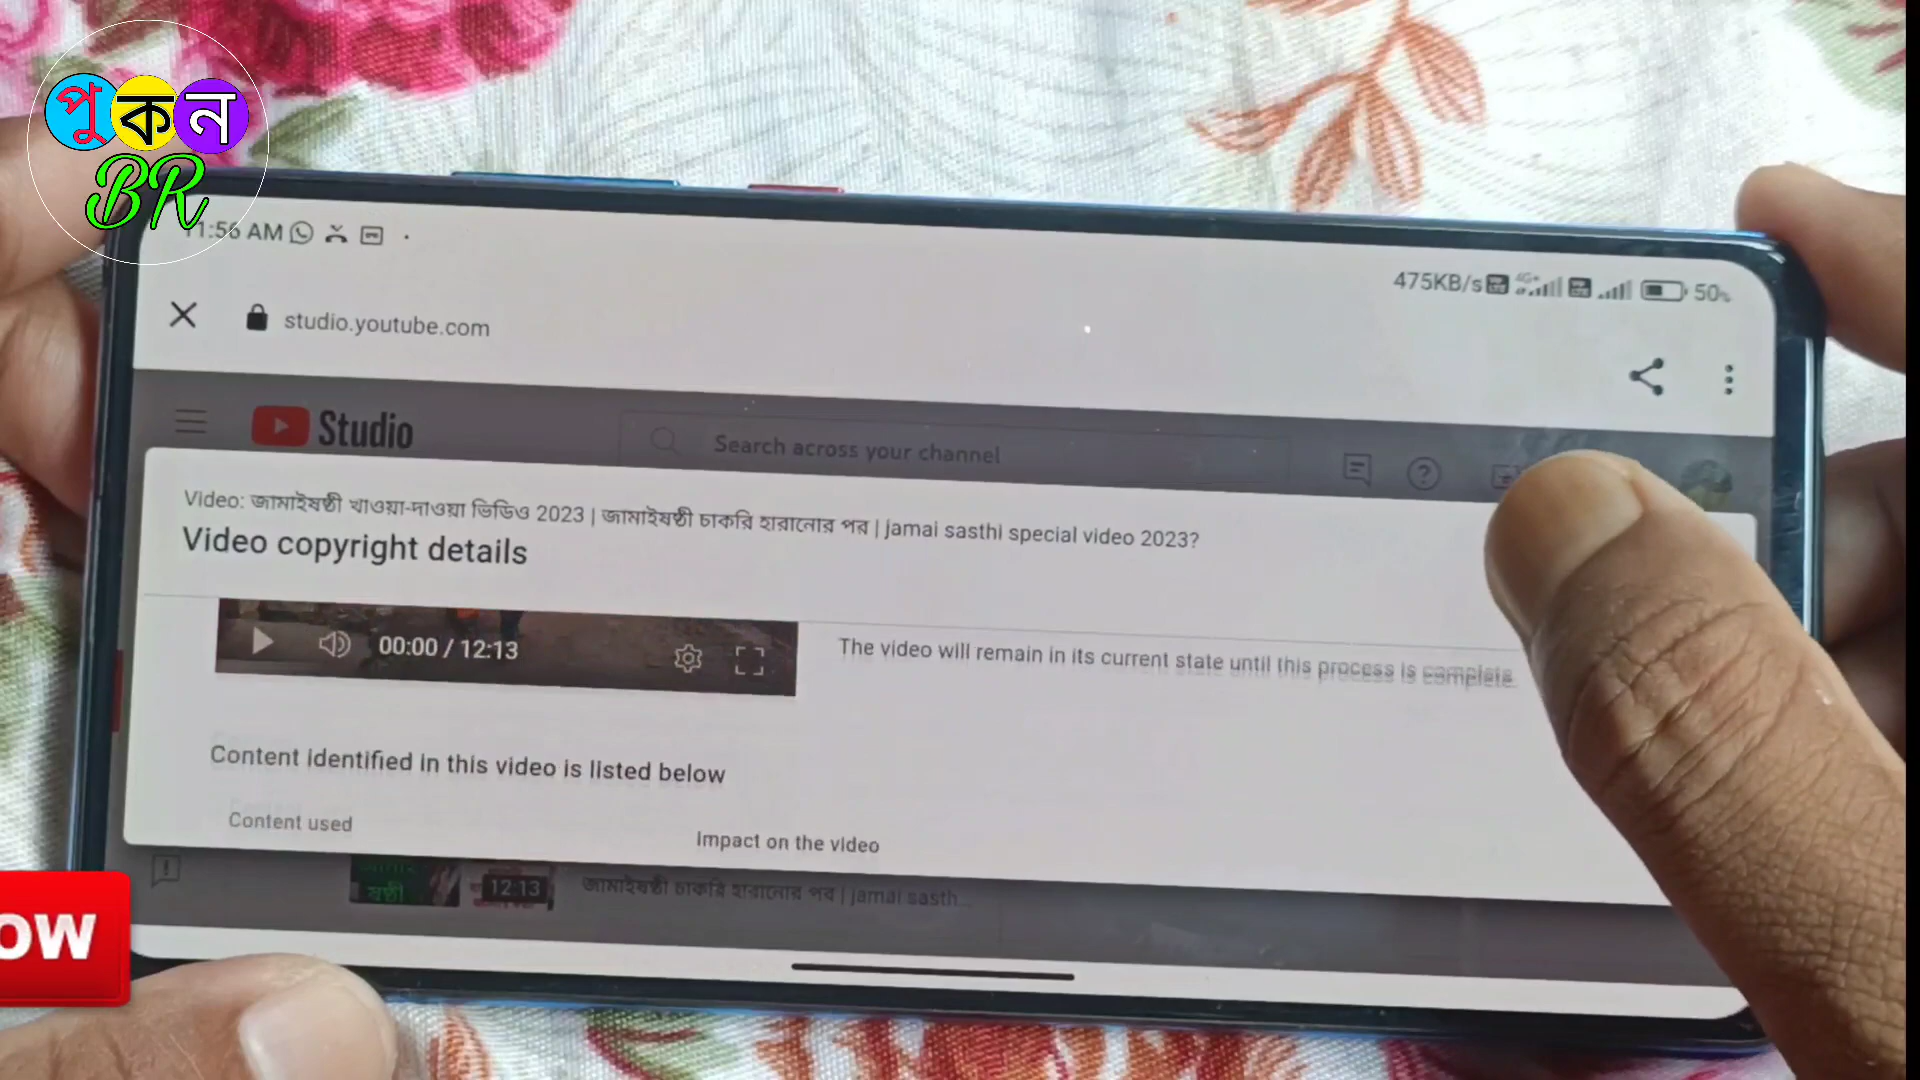 পুকন
BR
11:56 AM
475KB/s 4G+ 50%
studio.youtube.com
Studio
Search across your channel
Video: জামাইষষ্ঠী খাওয়া-দাওয়া ভিডিও 2023 | জামাইষষ্ঠী চাকরি হারানোর পর | jamai sasthi special video 2023?
Video copyright details
00:00 / 12:13
The video will remain in its current state until this process is complete.
Content identified in this video is listed below
Content used
Impact on the video
ষষ্ঠী
12:13
জামাইষষ্ঠী চাকরি হারানোর পর | jamai sasth...
OW